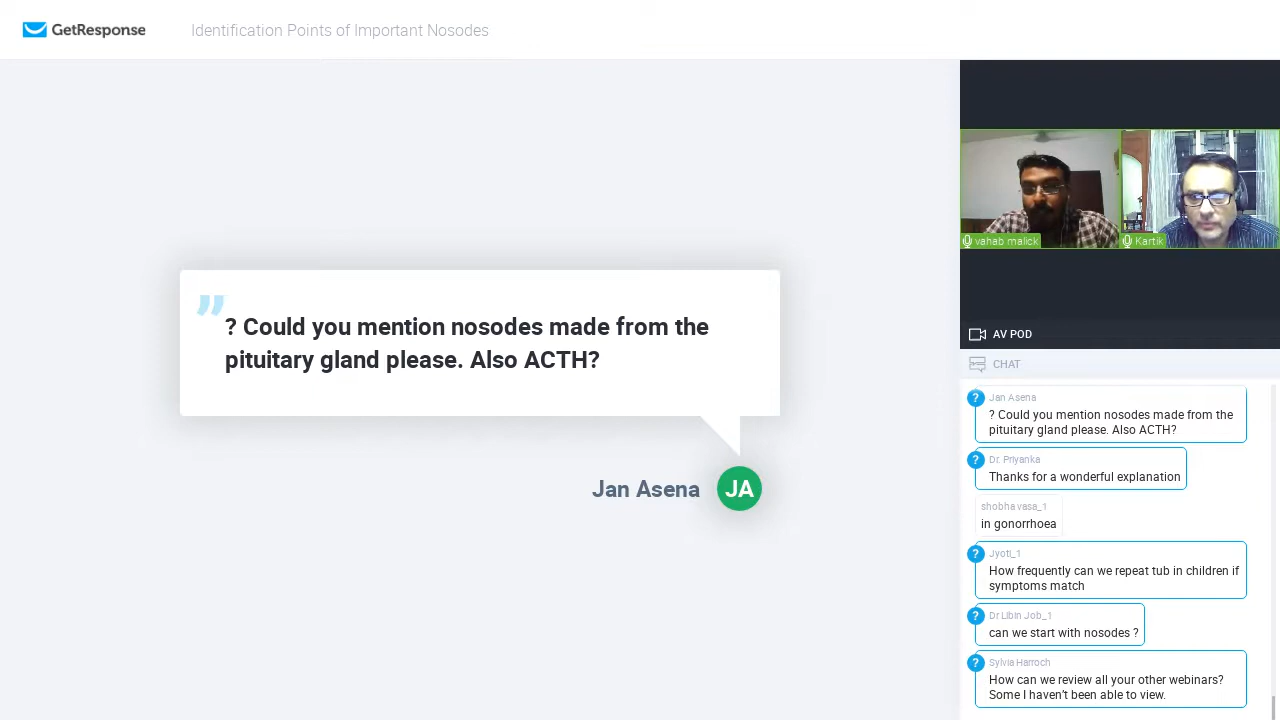 GetResponse
Identification Points of Important Nosodes
”
? Could you mention nosodes made from the
pituitary gland please. Also ACTH?
Jan Asena
JA
vahab malick
Kartik
AV POD
CHAT
?
Jan Asena
? Could you mention nosodes made from the
pituitary gland please. Also ACTH?
?
Dr. Priyanka
Thanks for a wonderful explanation
shobha vasa_1
in gonorrhoea
?
Jyoti_1
How frequently can we repeat tub in children if
symptoms match
?
Dr Libin Job_1
can we start with nosodes ?
?
Sylvia Harroch
How can we review all your other webinars?
Some I haven’t been able to view.